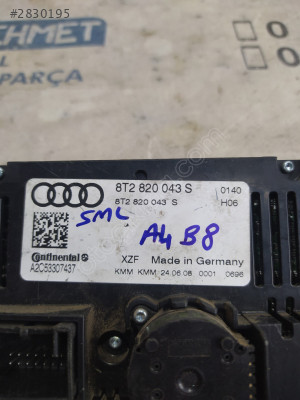 #2830195
EHMET
PARÇA
8T2 820 043 S 0140
8T2 820 043 S H06
SML
A4 B8
Continental
A2C53307437
XZF Made in Germany
KMM KMM 24.06.08 0001 0696